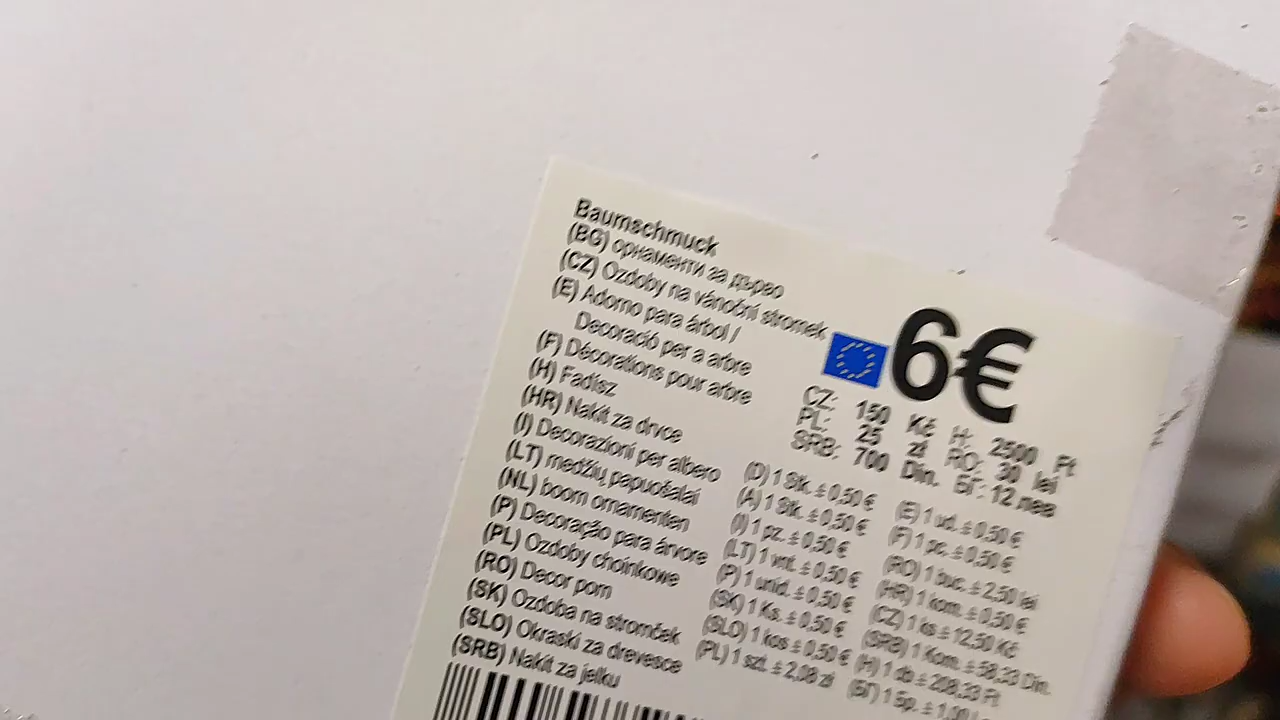 Baumschmuck
(BG) орнаменти за дърво
(CZ) Ozdoby na vánoční stromek
(E) Adorno para árbol /
Decoració per a arbre
(F) Décorations pour arbre
(H) Fadísz
(HR) Nakit za drvce
(I) Decorazioni per albero
(LT) medžių papuošalai
(NL) boom ornamenten
(P) Decoração para árvore
(PL) Ozdoby choinkowe
(RO) Decor pom
(SK) Ozdoba na stromček
(SLO) Okraski za drevesce
(SRB) Nakit za jelku
6€
CZ: 150 Kč H: 2500 Ft
PL: 25 zł RO: 30 lei
SRB: 700 Din. БГ: 12 лев
(D) 1 Stk. ± 0,50 €
(A) 1 Stk. ± 0,50 €
(I) 1 pz. ± 0,50 €
(LT) 1 vnt. ± 0,50 €
(P) 1 unid. ± 0,50 €
(SK) 1 Ks. ± 0,50 €
(SLO) 1 kos ± 0,50 €
(PL) 1 szt. ± 2,08 zł
(E) 1 ud. ± 0,50 €
(F) 1 pc. ± 0,50 €
(RO) 1 buc. ± 2,50 lei
(HR) 1 kom. ± 0,50 €
(CZ) 1 ks ± 12,50 Kč
(SRB) 1 Kom. ± 58,33 Din.
(H) 1 db ± 208,33 Ft
(БГ) 1 бр. ± 1,00